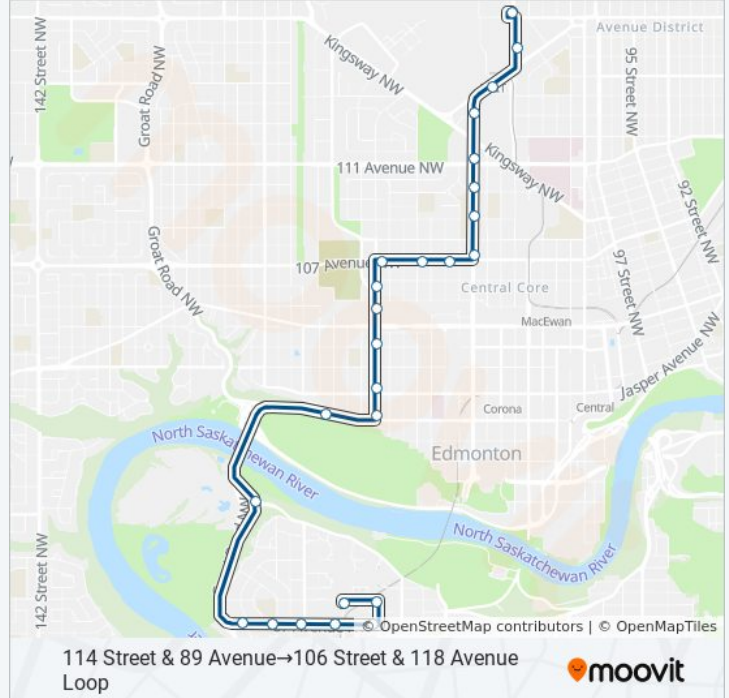 Avenue District
142 Street NW
Groat Road NW
Kingsway NW
95 Street NW
111 Avenue NW
Kingsway NW
92 Street NW
Groat Road NW
107 Avenue
97 Street NW
Central Core
MacEwan
Jasper Avenue NW
Corona
Central
North Saskatchewan River
Edmonton
North Saskatchewan River
142 Street NW
© OpenStreetMap contributors | © OpenMapTiles
114 Street & 89 Avenue→106 Street & 118 Avenue
Loop
moovit